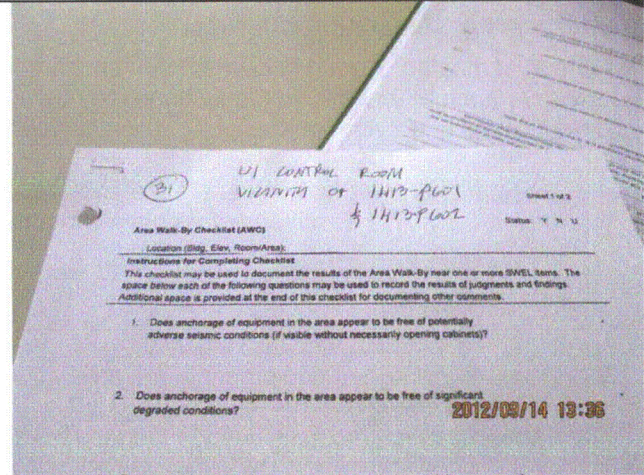 31
U1 CONTROL ROOM
VICINITY OF 1H13-P601
& 1H13-P602
Sheet 1 of 3
Status: Y N U
Area Walk-By Checklist (AWC)
Location (Bldg, Elev, Room/Area):
Instructions for Completing Checklist
This checklist may be used to document the results of the Area Walk-By near one or more SWEL items. The
space below each of the following questions may be used to record the results of judgments and findings.
Additional space is provided at the end of this checklist for documenting other comments.
1. Does anchorage of equipment in the area appear to be free of potentially
adverse seismic conditions (if visible without necessarily opening cabinets)?
2. Does anchorage of equipment in the area appear to be free of significant
degraded conditions?
2012/09/14 13:36